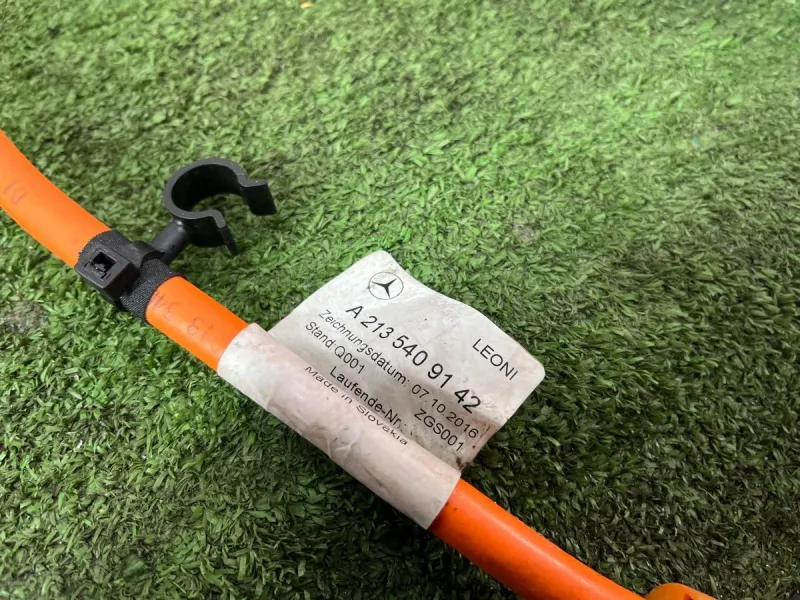 LEONI
A 213 540 91 42
Zeichnungsdatum: 07.10.2016
Stand:Q001 ZGS001
Laufende-Nr.:
Made in Slovakia